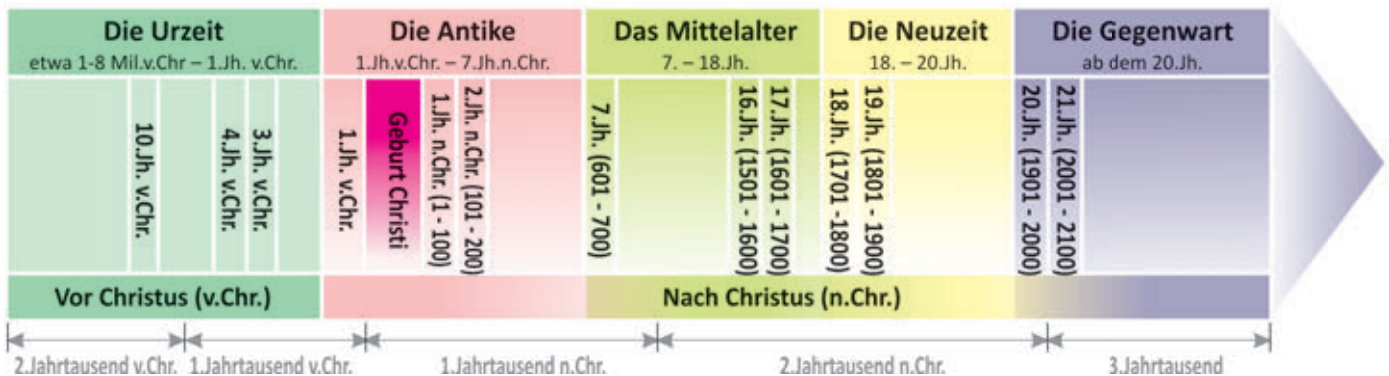 Die Urzeit
etwa 1-8 Mil.v.Chr – 1.Jh. v.Chr.
Die Antike
1.Jh.v.Chr. – 7.Jh.n.Chr.
Das Mittelalter
7. – 18.Jh.
Die Neuzeit
18. – 20.Jh.
Die Gegenwart
ab dem 20.Jh.
10.Jh. v.Chr.
4.Jh. v.Chr.
3.Jh. v.Chr.
1.Jh. v.Chr.
Geburt Christi
1.Jh. n.Chr. (1 - 100)
2.Jh. n.Chr. (101 - 200)
7.Jh. (601 - 700)
16.Jh. (1501 - 1600)
17.Jh. (1601 - 1700)
18.Jh. (1701 -1800)
19.Jh. (1801 - 1900)
20.Jh. (1901 - 2000)
21.Jh. (2001 - 2100)
Vor Christus (v.Chr.)
Nach Christus (n.Chr.)
2.Jahrtausend v.Chr.
1.Jahrtausend v.Chr.
1.Jahrtausend n.Chr.
2.Jahrtausend n.Chr.
3.Jahrtausend